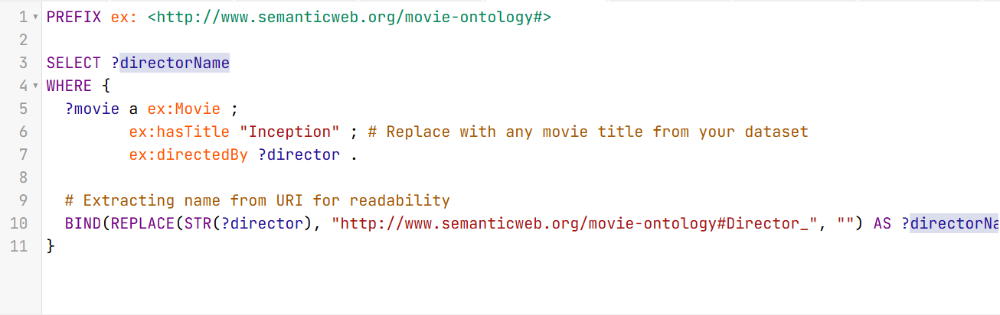 1 PREFIX ex: <http://www.semanticweb.org/movie-ontology#>
2
3 SELECT ?directorName
4 WHERE {
5 ?movie a ex:Movie ;
6 ex:hasTitle "Inception" ; # Replace with any movie title from your dataset
7 ex:directedBy ?director .
8
9 # Extracting name from URI for readability
10 BIND(REPLACE(STR(?director), "http://www.semanticweb.org/movie-ontology#Director_", "") AS ?directorNa
11 }